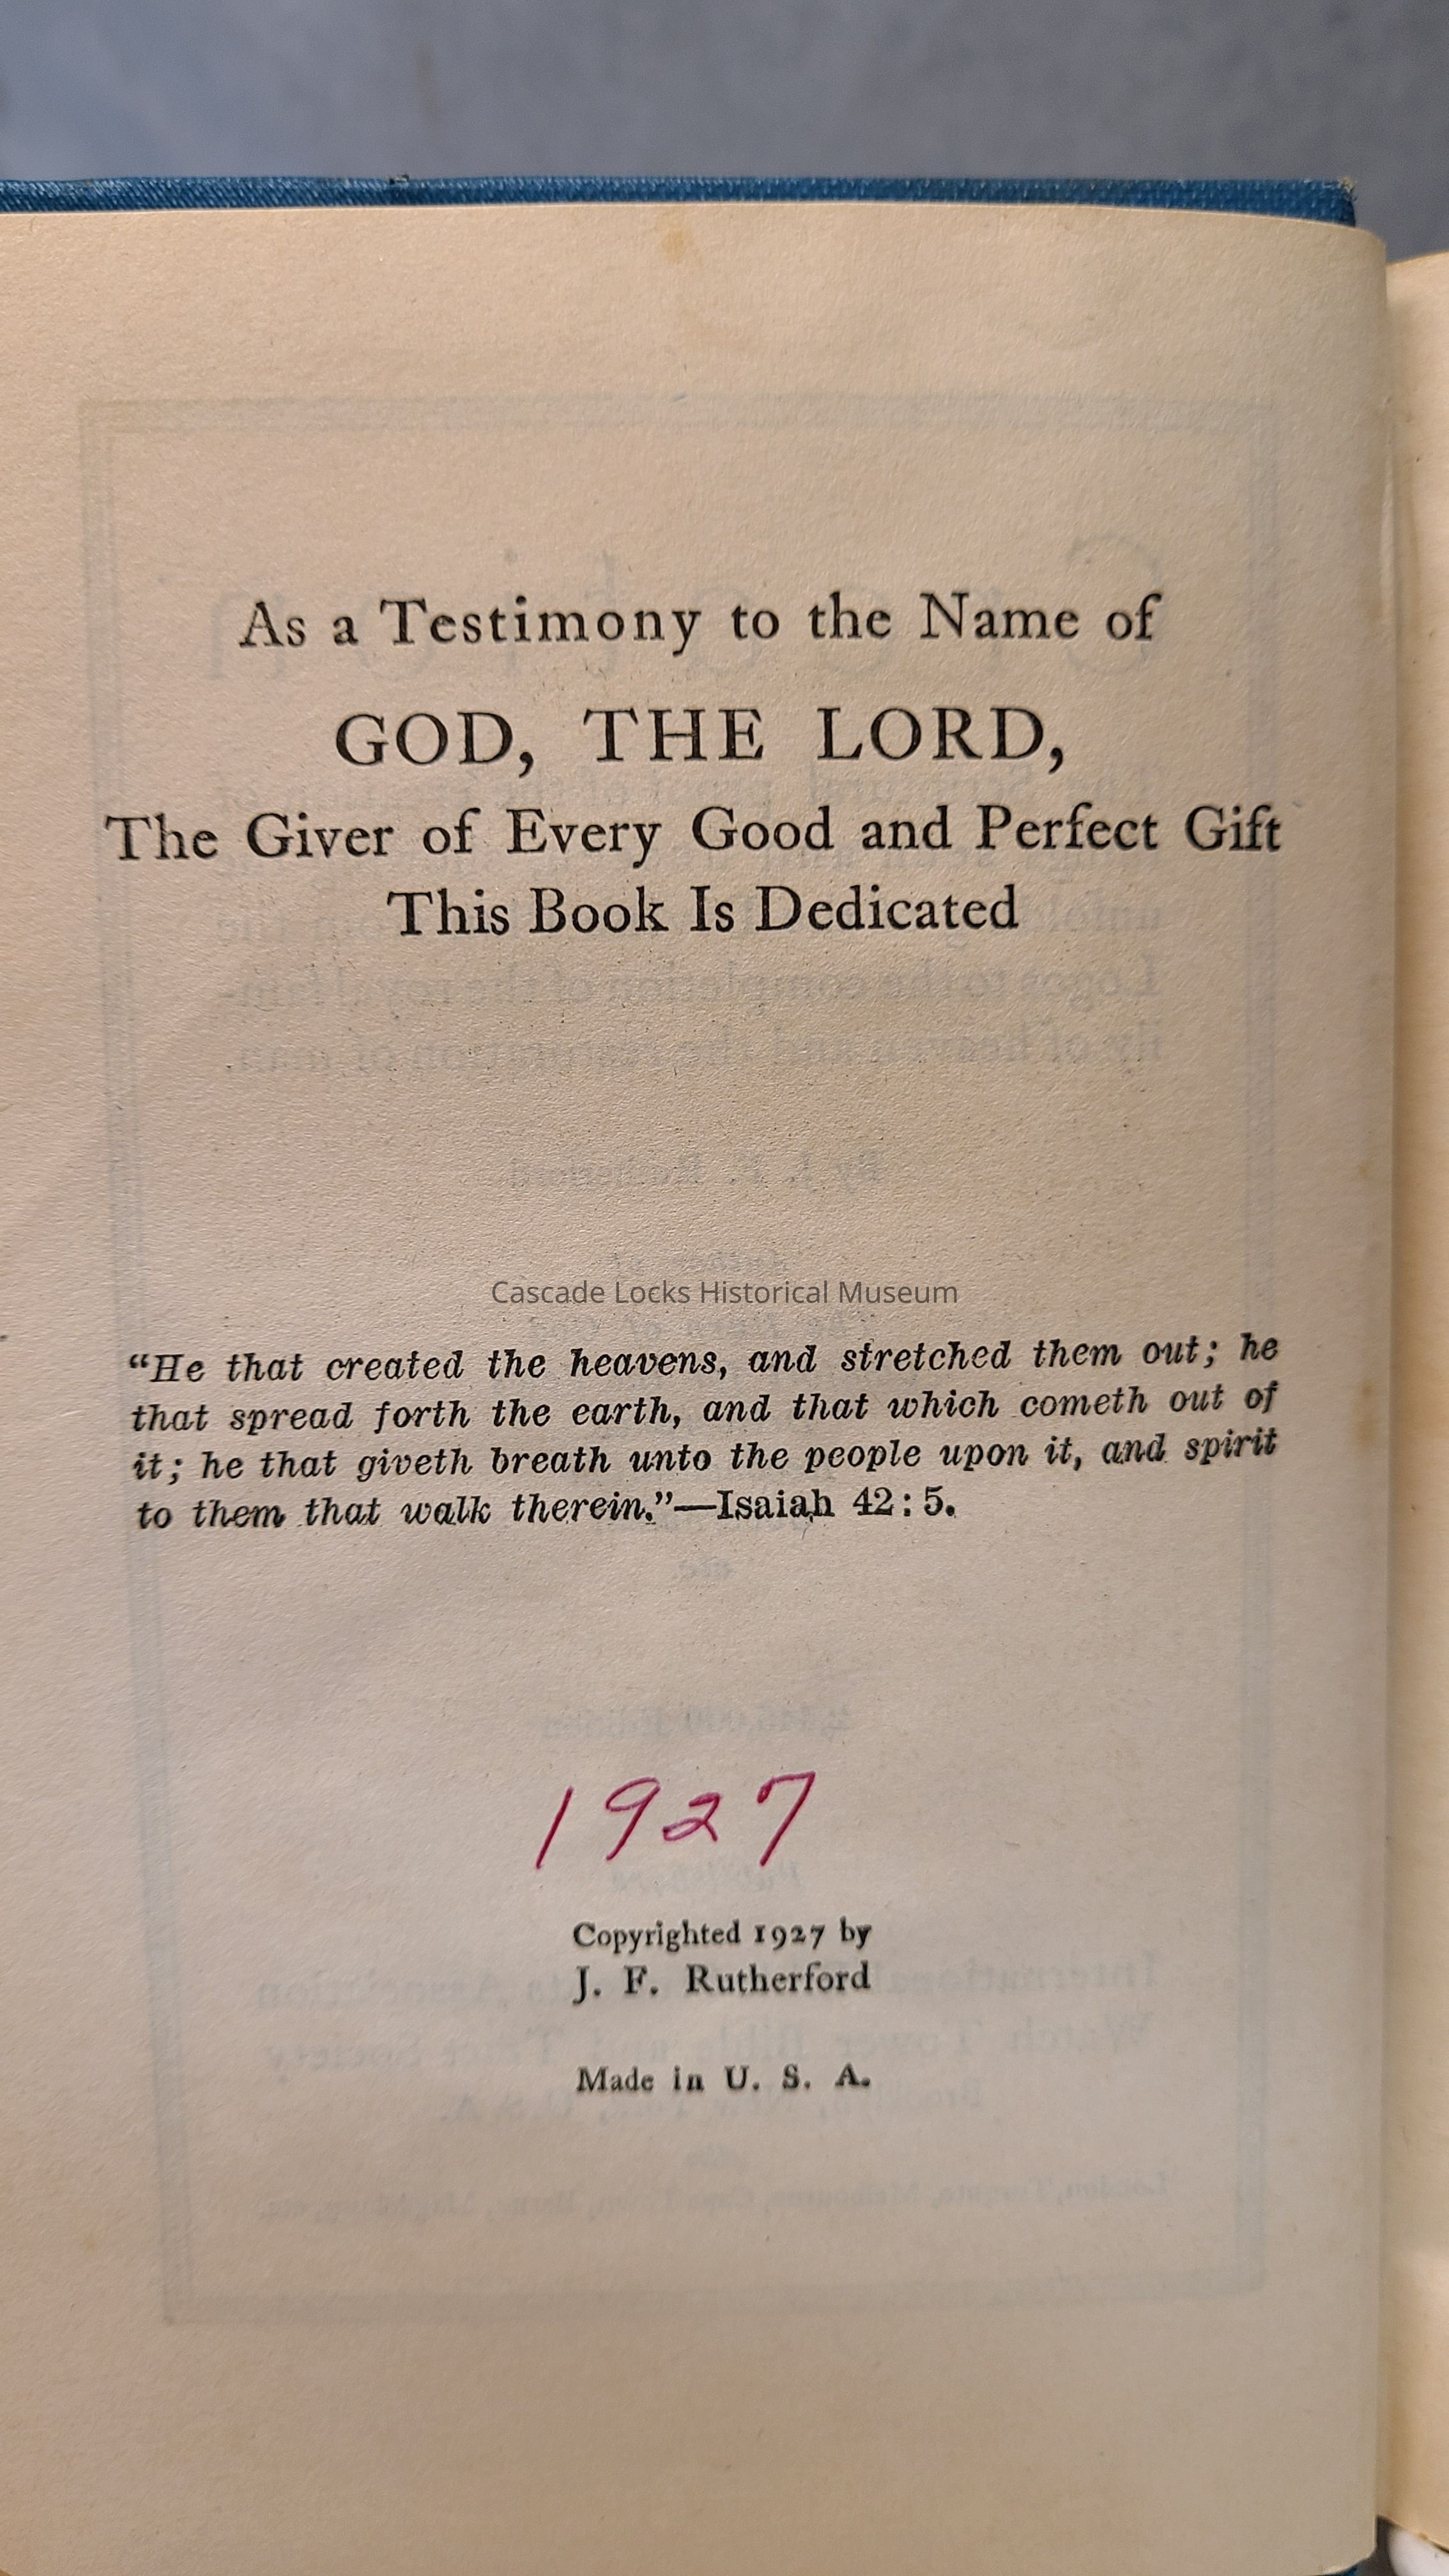 As a Testimony to the Name of
GOD, THE LORD,
The Giver of Every Good and Perfect Gift
This Book Is Dedicated
Cascade Locks Historical Museum
“He that created the heavens, and stretched them out; he
that spread forth the earth, and that which cometh out of
it; he that giveth breath unto the people upon it, and spirit
to them that walk therein.”—Isaiah 42:5.
1927
Copyrighted 1927 by
J. F. Rutherford
Made in U. S. A.